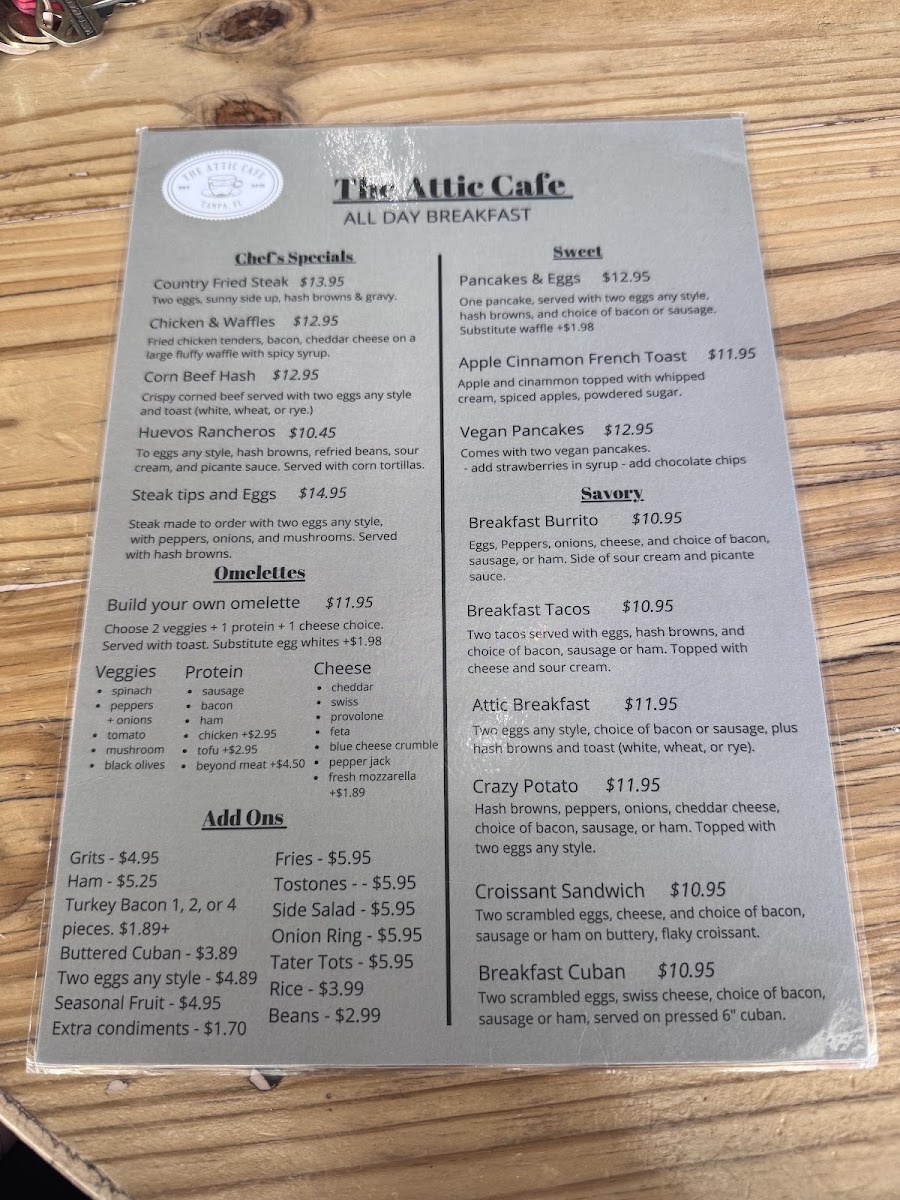 THE ATTIC CAFE
TAMPA, FL
The Attic Cafe
ALL DAY BREAKFAST
Chef's Specials
Country Fried Steak $13.95
Two eggs, sunny side up, hash browns & gravy.
Chicken & Waffles $12.95
Fried chicken tenders, bacon, cheddar cheese on a
large fluffy waffle with spicy syrup.
Corn Beef Hash $12.95
Crispy corned beef served with two eggs any style
and toast (white, wheat, or rye.)
Huevos Rancheros $10.45
To eggs any style, hash browns, refried beans, sour
cream, and picante sauce. Served with corn tortillas.
Steak tips and Eggs $14.95
Steak made to order with two eggs any style,
with peppers, onions, and mushrooms. Served
with hash browns.
Omelettes
Build your own omelette $11.95
Choose 2 veggies + 1 protein + 1 cheese choice.
Served with toast. Substitute egg whites +$1.98
Veggies
• spinach
• peppers
+ onions
• tomato
• mushroom
• black olives
Protein
• sausage
• bacon
• ham
• chicken +$2.95
• tofu +$2.95
• beyond meat +$4.50
Cheese
• cheddar
• swiss
• provolone
• feta
• blue cheese crumble
• pepper jack
• fresh mozzarella
+$1.89
Add Ons
Grits - $4.95
Ham - $5.25
Turkey Bacon 1, 2, or 4
pieces. $1.89+
Buttered Cuban - $3.89
Two eggs any style - $4.89
Seasonal Fruit - $4.95
Extra condiments - $1.70
Fries - $5.95
Tostones - - $5.95
Side Salad - $5.95
Onion Ring - $5.95
Tater Tots - $5.95
Rice - $3.99
Beans - $2.99
Sweet
Pancakes & Eggs $12.95
One pancake, served with two eggs any style,
hash browns, and choice of bacon or sausage.
Substitute waffle +$1.98
Apple Cinnamon French Toast $11.95
Apple and cinammon topped with whipped
cream, spiced apples, powdered sugar.
Vegan Pancakes $12.95
Comes with two vegan pancakes.
- add strawberries in syrup - add chocolate chips
Savory
Breakfast Burrito $10.95
Eggs, Peppers, onions, cheese, and choice of bacon,
sausage, or ham. Side of sour cream and picante
sauce.
Breakfast Tacos $10.95
Two tacos served with eggs, hash browns, and
choice of bacon, sausage or ham. Topped with
cheese and sour cream.
Attic Breakfast $11.95
Two eggs any style, choice of bacon or sausage, plus
hash browns and toast (white, wheat, or rye).
Crazy Potato $11.95
Hash browns, peppers, onions, cheddar cheese,
choice of bacon, sausage, or ham. Topped with
two eggs any style.
Croissant Sandwich $10.95
Two scrambled eggs, cheese, and choice of bacon,
sausage or ham on buttery, flaky croissant.
Breakfast Cuban $10.95
Two scrambled eggs, swiss cheese, choice of bacon,
sausage or ham, served on pressed 6" cuban.